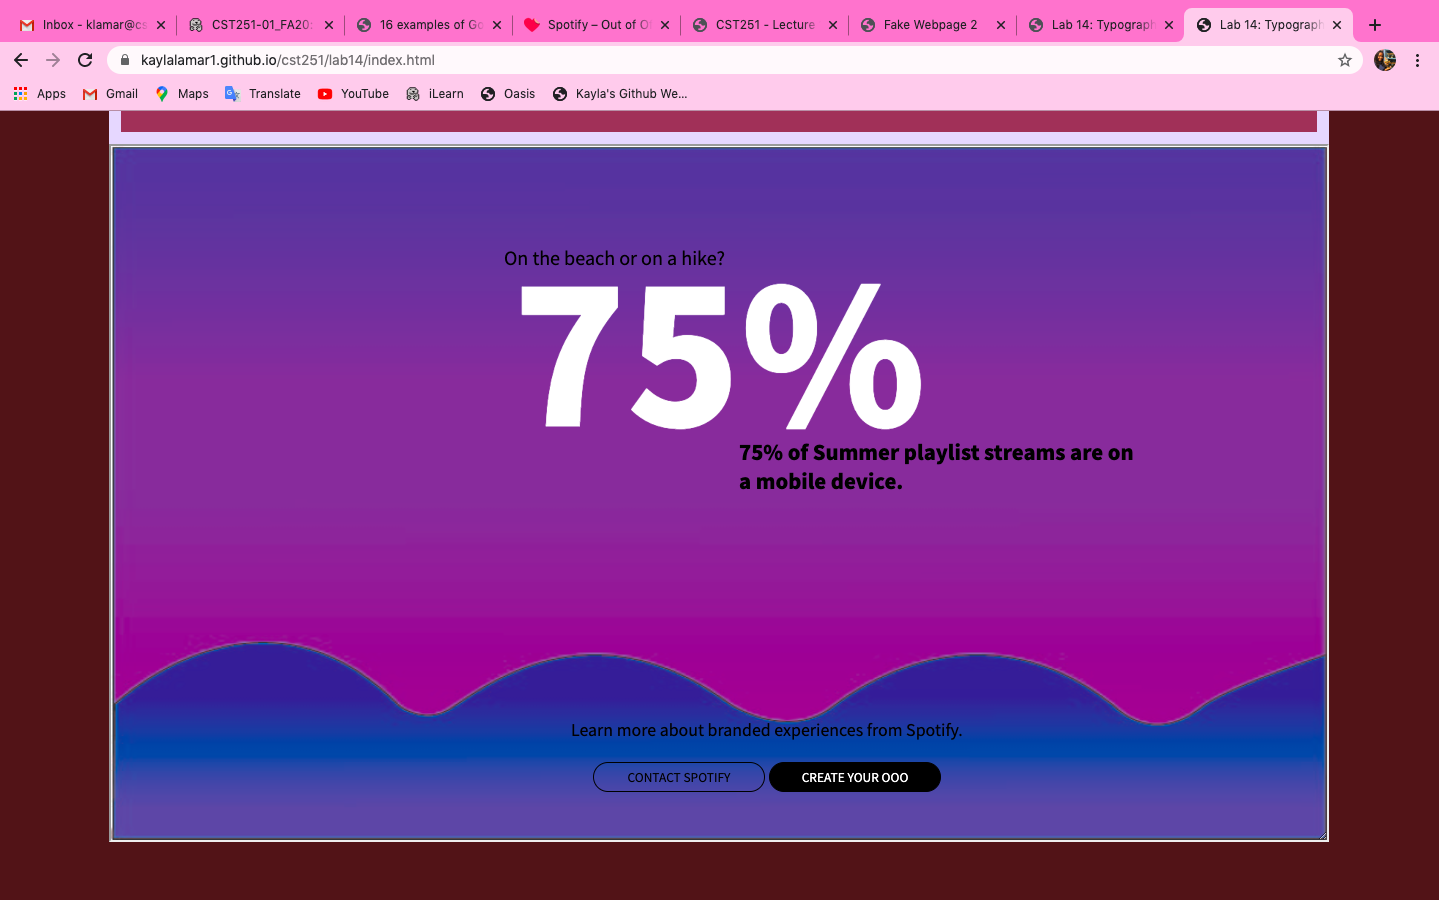 Inbox - klamar@cs
CST251-01_FA20
16 examples of Go
Spotify – Out of O
CST251 - Lecture
Fake Webpage 2
Lab 14: Typograph
Lab 14: Typograph
kaylalamar1.github.io/cst251/lab14/index.html
Apps Gmail Maps Translate YouTube iLearn Oasis Kayla's Github We...
On the beach or on a hike?
75%
75% of Summer playlist streams are on
a mobile device.
Learn more about branded experiences from Spotify.
CONTACT SPOTIFY CREATE YOUR OOO